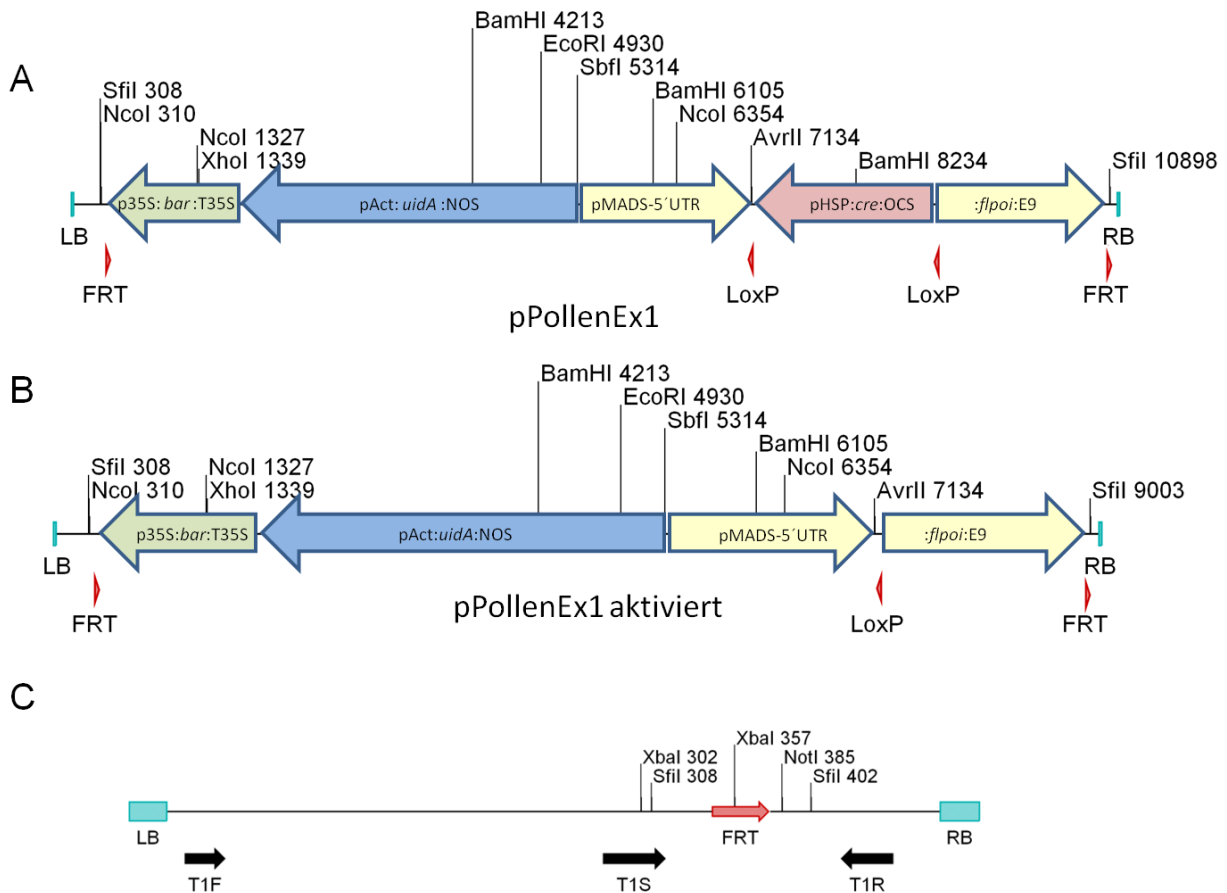 A
BamHI 4213
EcoRI 4930
SbfI 5314
SfiI 308
BamHI 6105
NcoI 310
NcoI 6354
NcoI 1327
AvrII 7134
XhoI 1339
BamHI 8234
SfiI 10898
p35S:bar:T35S
pAct:uidA:NOS
pMADS-5´UTR
pHSP:cre:OCS
:flpoi:E9
LB
RB
FRT
LoxP
LoxP
FRT
pPollenEx1
B
BamHI 4213
EcoRI 4930
SbfI 5314
BamHI 6105
SfiI 308
NcoI 1327
NcoI 6354
NcoI 310
XhoI 1339
AvrII 7134
SfiI 9003
p35S:bar:T35S
pAct:uidA:NOS
pMADS-5´UTR
:flpoi:E9
LB
RB
FRT
LoxP
FRT
pPollenEx1 aktiviert
C
XbaI 302
XbaI 357
NotI 385
SfiI 308
SfiI 402
LB
FRT
RB
T1F
T1S
T1R